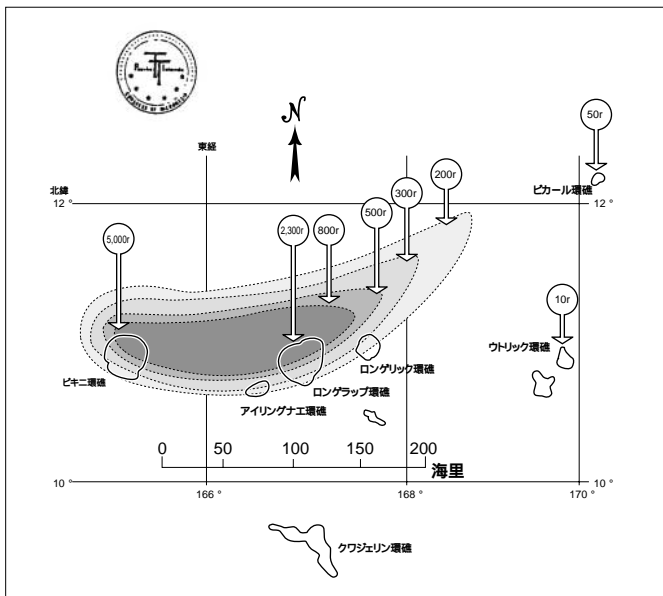 50r
ピカール環礁
東経
N
北緯
12 °
12 °
200r
300r
500r
800r
2,300r
5,000r
10r
ウトリック環礁
ロンゲリック環礁
ロンゲラップ環礁
ビキニ環礁
アイリングナエ環礁
0 50 100 150 200
海里
10 °
10 °
166 °
168 °
170 °
クワジェリン環礁